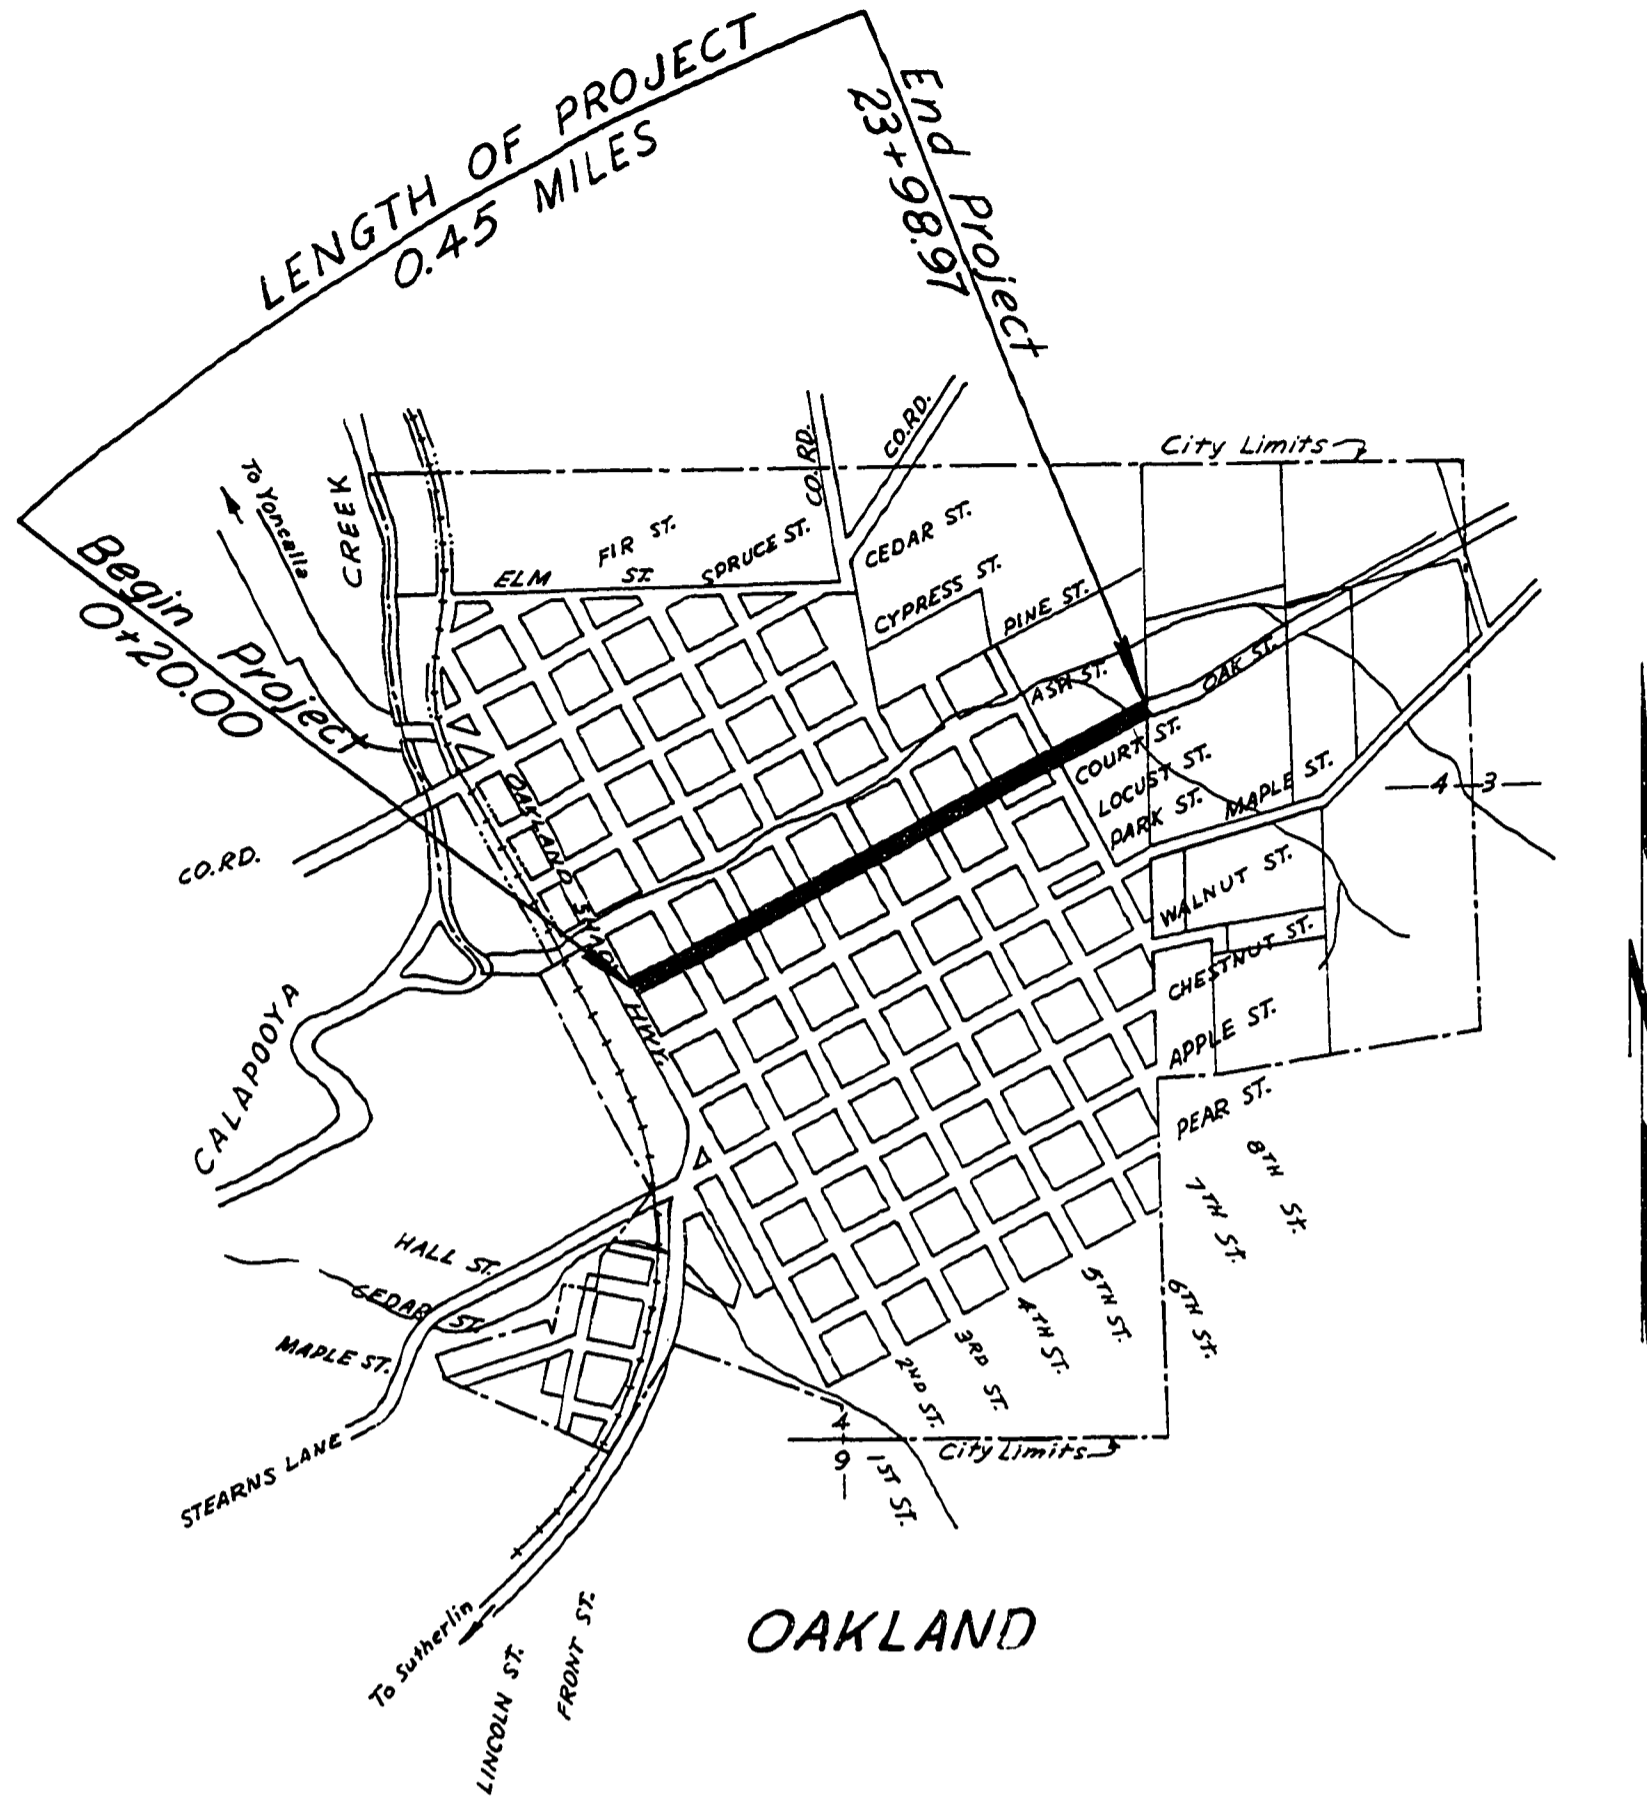 LENGTH OF PROJECT
0.45 MILES
End Project
23+98.97
Begin Project
0+20.00
To Yoncalla
CREEK
CO. RD.
CO. RD.
City Limits
FIR ST.
SPRUCE ST.
ELM ST.
CEDAR ST.
CYPRESS ST.
PINE ST.
ASH ST.
OAK ST.
COURT ST.
LOCUST ST.
PARK ST.
MAPLE ST.
4 3
WALNUT ST.
CHESTNUT ST.
APPLE ST.
PEAR ST.
CO. RD.
OAKLAND
HWY.
CALAPOOYA
8TH ST.
7TH ST.
6TH ST.
5TH ST.
4TH ST.
3RD ST.
2ND ST.
1ST ST.
HALL ST.
CEDAR ST.
MAPLE ST.
STEARNS LANE
4
9
City Limits
To Sutherlin
LINCOLN ST.
FRONT ST.
OAKLAND